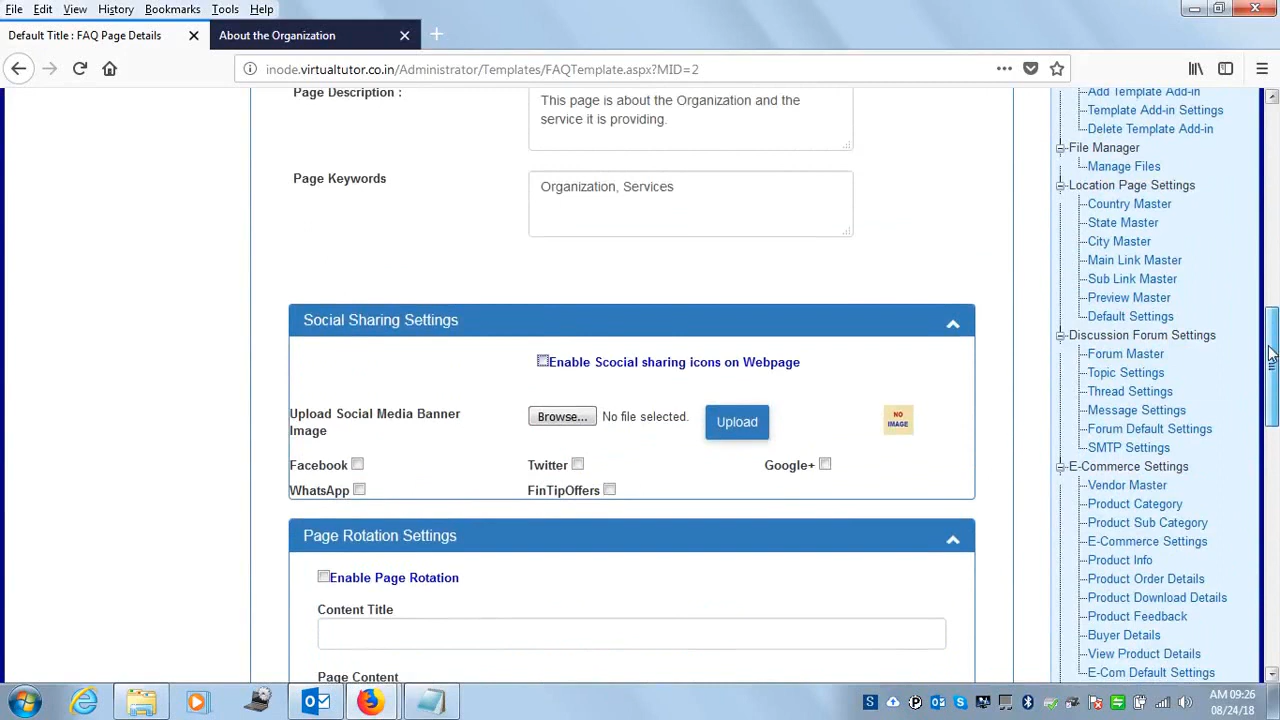 File Edit View History Bookmarks Tools Help
Default Title : FAQ Page Details
About the Organization
inode.virtualtutor.co.in/Administrator/Templates/FAQTemplate.aspx?MID=2
Page Description :
This page is about the Organization and the
service it is providing.
Page Keywords
Organization, Services
Social Sharing Settings
Enable Scocial sharing icons on Webpage
Upload Social Media Banner
Image
Browse... No file selected.
Upload
NO
IMAGE
Facebook Twitter Google+
WhatsApp FinTipOffers
Page Rotation Settings
Enable Page Rotation
Content Title
Page Content
Add Template Add-in
Template Add-in Settings
Delete Template Add-in
File Manager
Manage Files
Location Page Settings
Country Master
State Master
City Master
Main Link Master
Sub Link Master
Preview Master
Default Settings
Discussion Forum Settings
Forum Master
Topic Settings
Thread Settings
Message Settings
Forum Default Settings
SMTP Settings
E-Commerce Settings
Vendor Master
Product Category
Product Sub Category
E-Commerce Settings
Product Info
Product Order Details
Product Download Details
Product Feedback
Buyer Details
View Product Details
E-Com Default Settings
AM 09:26
08/24/18